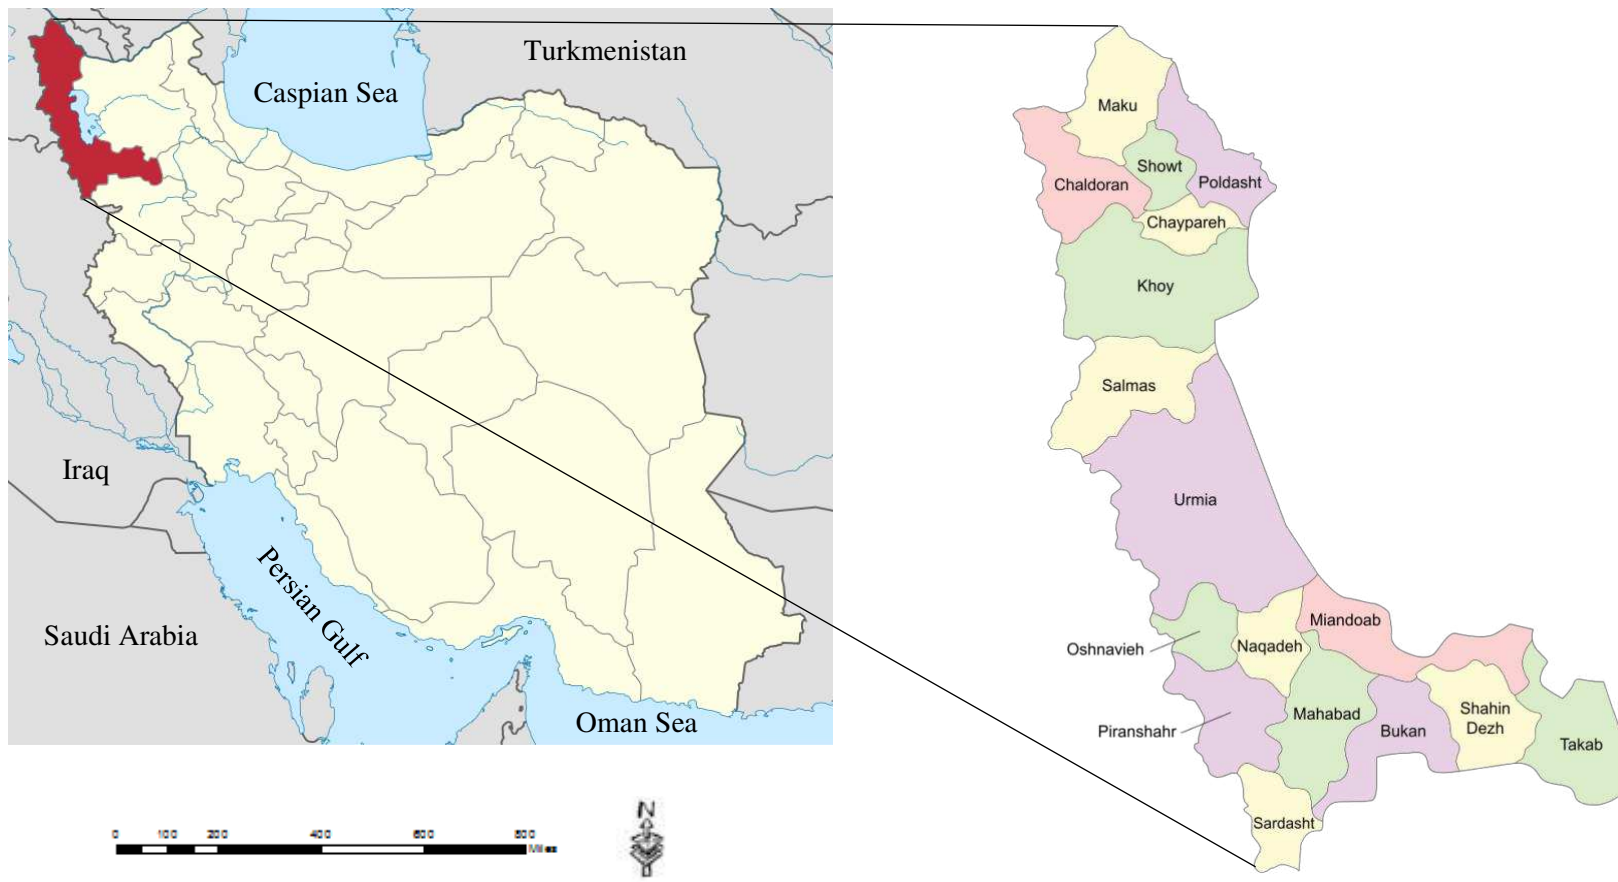 Turkmenistan
Caspian Sea
Iraq
Saudi Arabia
Persian Gulf
Oman Sea
0 100 200 400 600 800
Miles
N
Maku
Showt
Poldasht
Chaldoran
Chaypareh
Khoy
Salmas
Urmia
Miandoab
Oshnavieh
Naqadeh
Mahabad
Shahin
Dezh
Piranshahr
Bukan
Takab
Sardasht